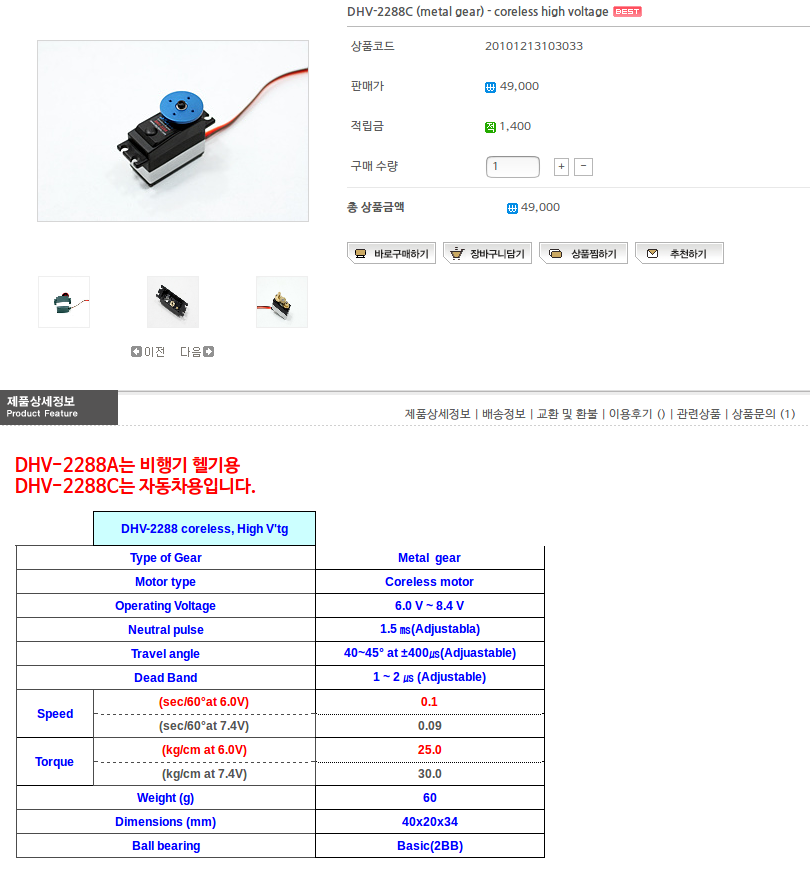 DHV-2288C (metal gear) - coreless high voltage BEST
상품코드 20101213103033
판매가 49,000
적립금 적 1,400
구매 수량 1 + -
총 상품금액 49,000
바로구매하기 장바구니담기 상품찜하기 추천하기
이전 다음
제품상세정보
Product Feature
제품상세정보 | 배송정보 | 교환 및 환불 | 이용후기 () | 관련상품 | 상품문의 (1)
DHV-2288A는 비행기 헬기용
DHV-2288C는 자동차용입니다.
DHV-2288 coreless, High V'tg
Type of Gear Metal gear
Motor type Coreless motor
Operating Voltage 6.0 V ~ 8.4 V
Neutral pulse 1.5 ㎳(Adjustabla)
Travel angle 40~45° at ±400㎲(Adjuastable)
Dead Band 1 ~ 2 ㎲ (Adjustable)
Speed (sec/60°at 6.0V) 0.1
(sec/60°at 7.4V) 0.09
Torque (kg/cm at 6.0V) 25.0
(kg/cm at 7.4V) 30.0
Weight (g) 60
Dimensions (mm) 40x20x34
Ball bearing Basic(2BB)